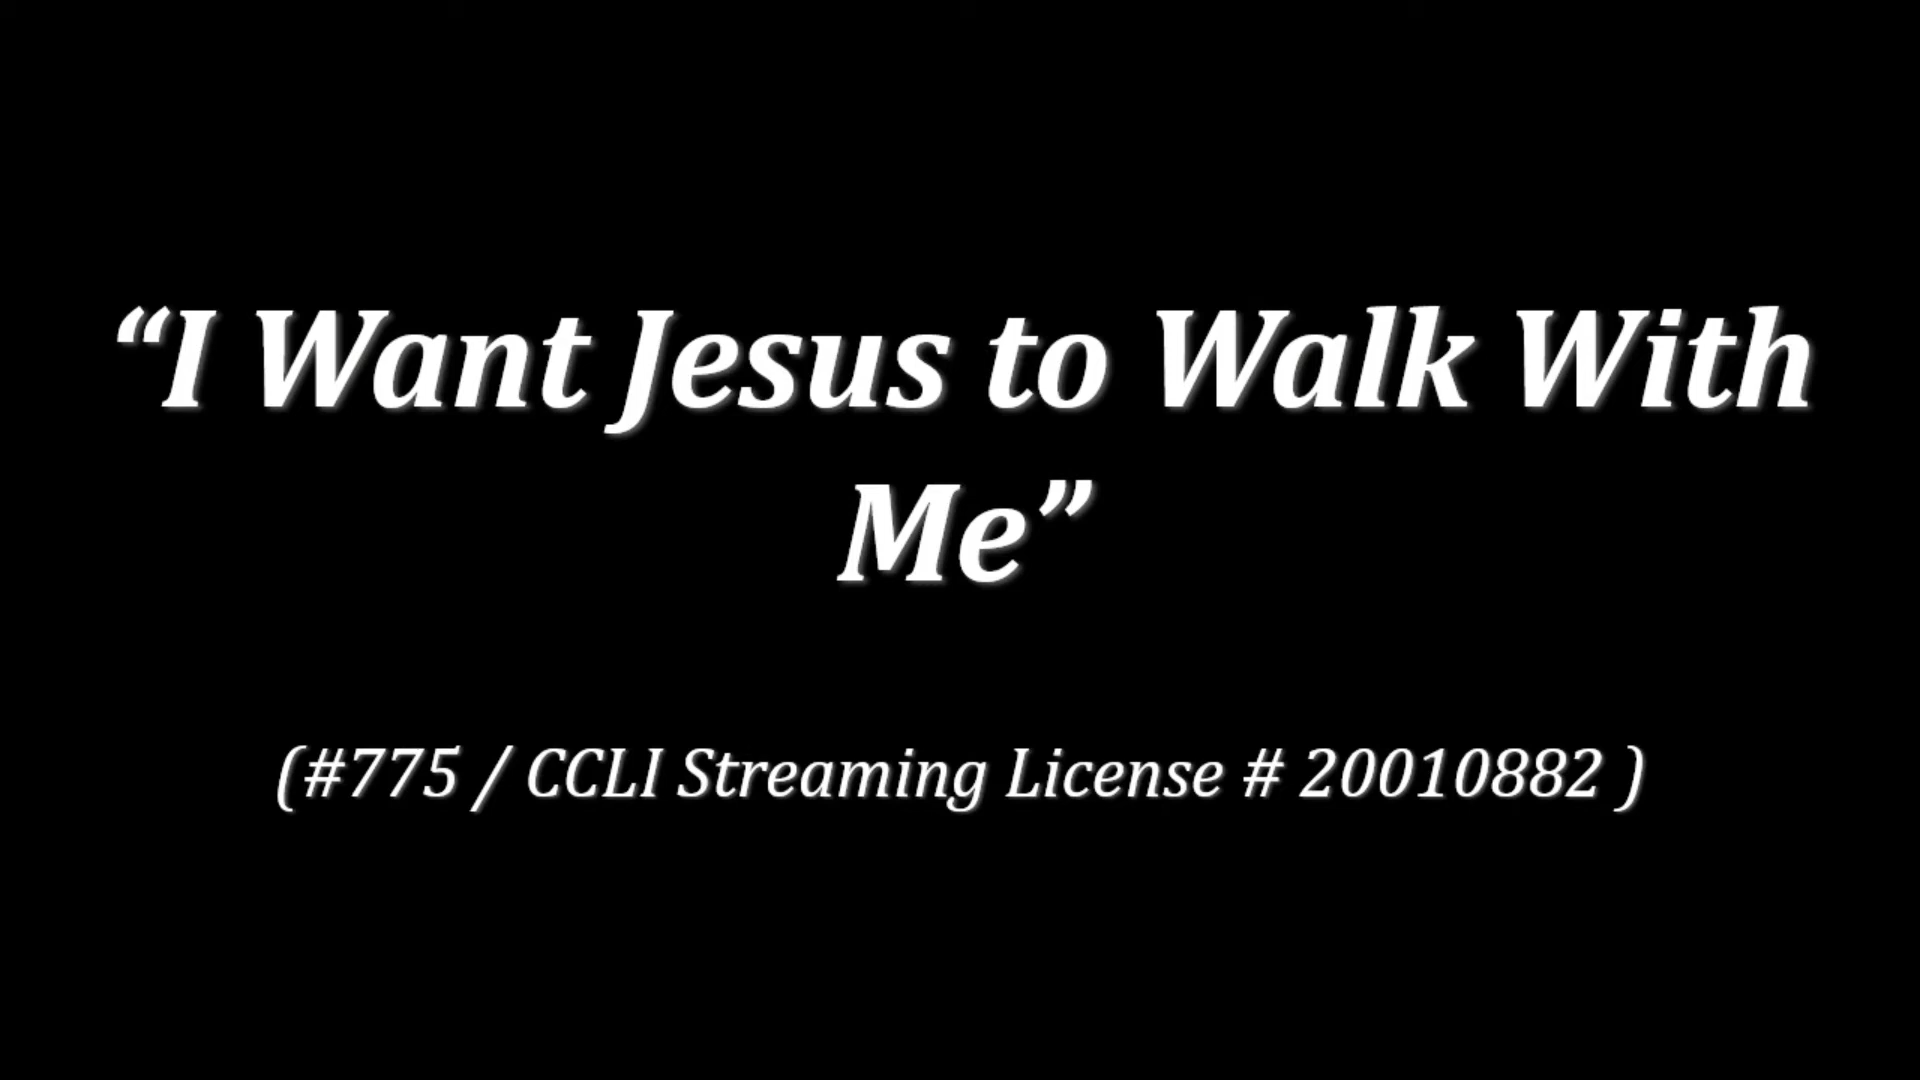 “I Want Jesus to Walk With
Me”
(#775 / CCLI Streaming License # 20010882 )